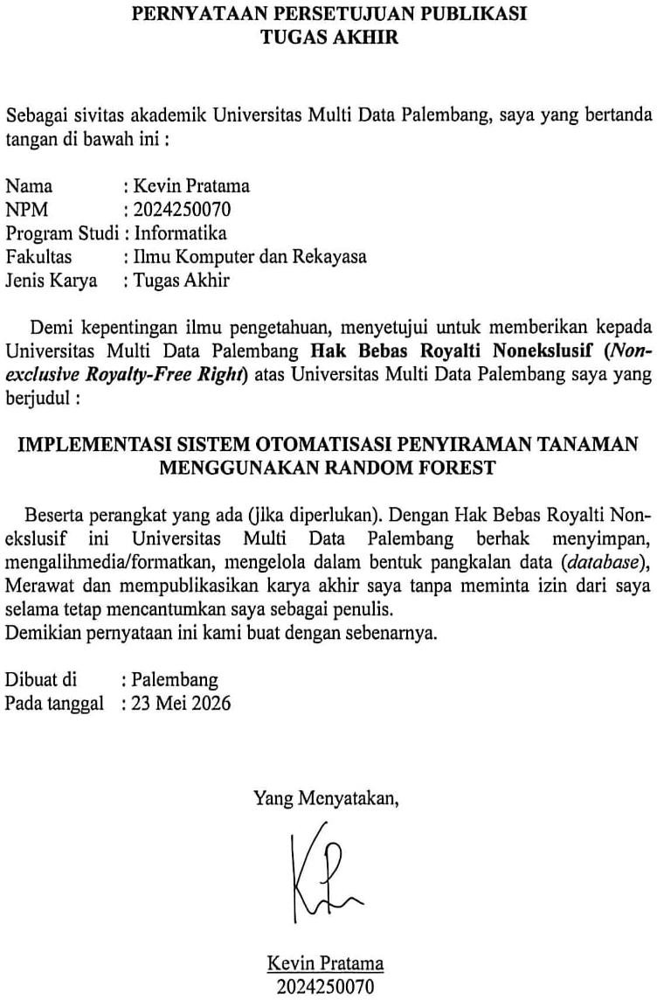 PERNYATAAN PERSETUJUAN PUBLIKASI
TUGAS AKHIR
Sebagai sivitas akademik Universitas Multi Data Palembang, saya yang bertanda
tangan di bawah ini :
Nama : Kevin Pratama
NPM : 2024250070
Program Studi : Informatika
Fakultas : Ilmu Komputer dan Rekayasa
Jenis Karya : Tugas Akhir
Demi kepentingan ilmu pengetahuan, menyetujui untuk memberikan kepada
Universitas Multi Data Palembang Hak Bebas Royalti Nonekslusif (Non-
exclusive Royalty-Free Right) atas Universitas Multi Data Palembang saya yang
berjudul :
IMPLEMENTASI SISTEM OTOMATISASI PENYIRAMAN TANAMAN
MENGGUNAKAN RANDOM FOREST
Beserta perangkat yang ada (jika diperlukan). Dengan Hak Bebas Royalti Non-
ekslusif ini Universitas Multi Data Palembang berhak menyimpan,
mengalihmedia/formatkan, mengelola dalam bentuk pangkalan data (database),
Merawat dan mempublikasikan karya akhir saya tanpa meminta izin dari saya
selama tetap mencantumkan saya sebagai penulis.
Demikian pernyataan ini kami buat dengan sebenarnya.
Dibuat di : Palembang
Pada tanggal : 23 Mei 2026
Yang Menyatakan,
Kevin Pratama
2024250070